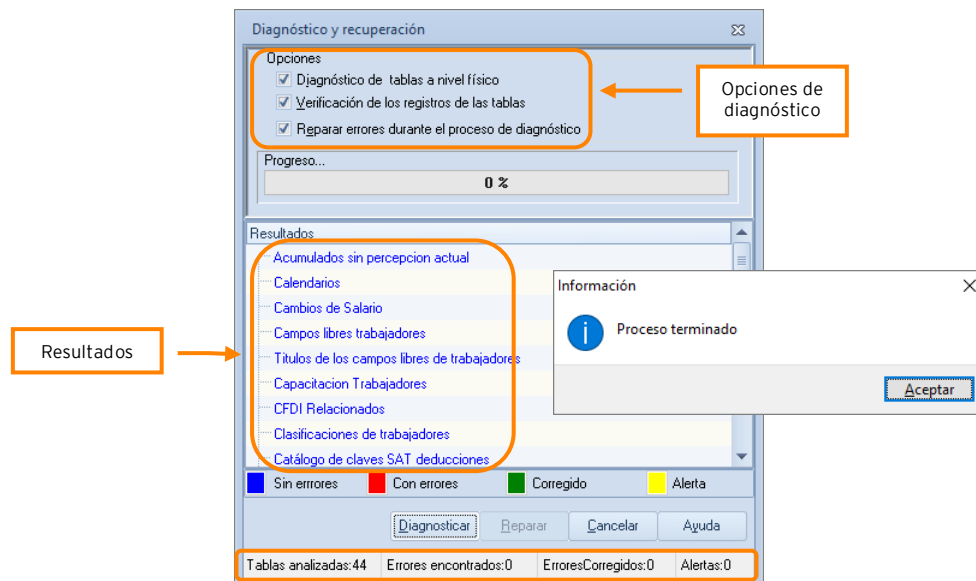 Diagnóstico y recuperación
Opciones
Diagnóstico de tablas a nivel físico
Verificación de los registros de las tablas
Reparar errores durante el proceso de diagnóstico
Opciones de
diagnóstico
Progreso...
0 %
Resultados
Acumulados sin percepcion actual
Calendarios
Cambios de Salario
Campos libres trabajadores
Titulos de los campos libres de trabajadores
Capacitacion Trabajadores
CFDI Relacionados
Clasificaciones de trabajadores
Catálogo de claves SAT deducciones
Resultados
Información
Proceso terminado
Aceptar
Sin errrores
Con errores
Corregido
Alerta
Diagnosticar
Reparar
Cancelar
Ayuda
Tablas analizadas:44
Errores encontrados:0
ErroresCorregidos:0
Alertas:0